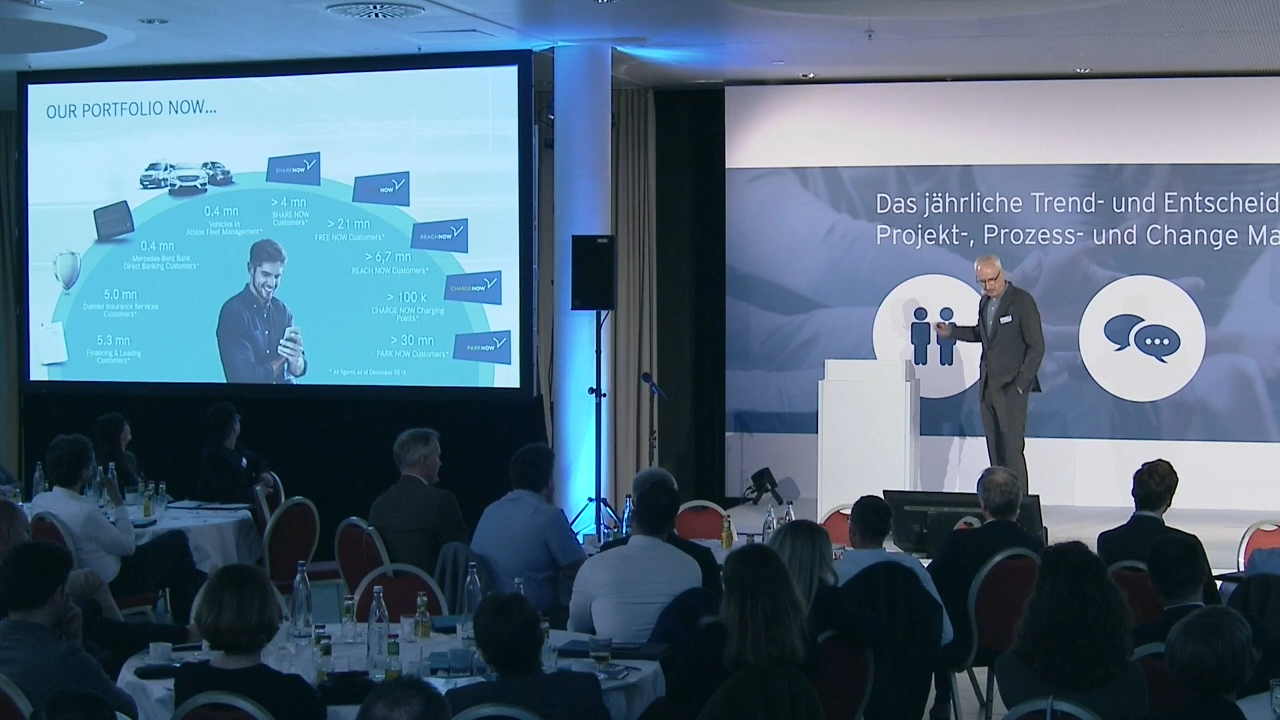 OUR PORTFOLIO NOW...
SHARE NOW
NOW
REACH NOW
CHARGE NOW
PARK NOW
0.4 mn
Vehicles in
Athlon Fleet Management*
> 4 mn
SHARE NOW
Customers*
> 21 mn
FREE NOW Customers*
0.4 mn
Mercedes-Benz Bank
Direct Banking Customers*
> 6,7 mn
REACH NOW Customers*
5.0 mn
Daimler Insurance Services
Customers*
> 100 k
CHARGE NOW Charging
Points*
5.3 mn
Financing & Leasing
Customers*
> 30 mn
PARK NOW Customers*
* All figures as of December 2018.
Das jährliche Trend- und Entscheid
Projekt-, Prozess- und Change Ma